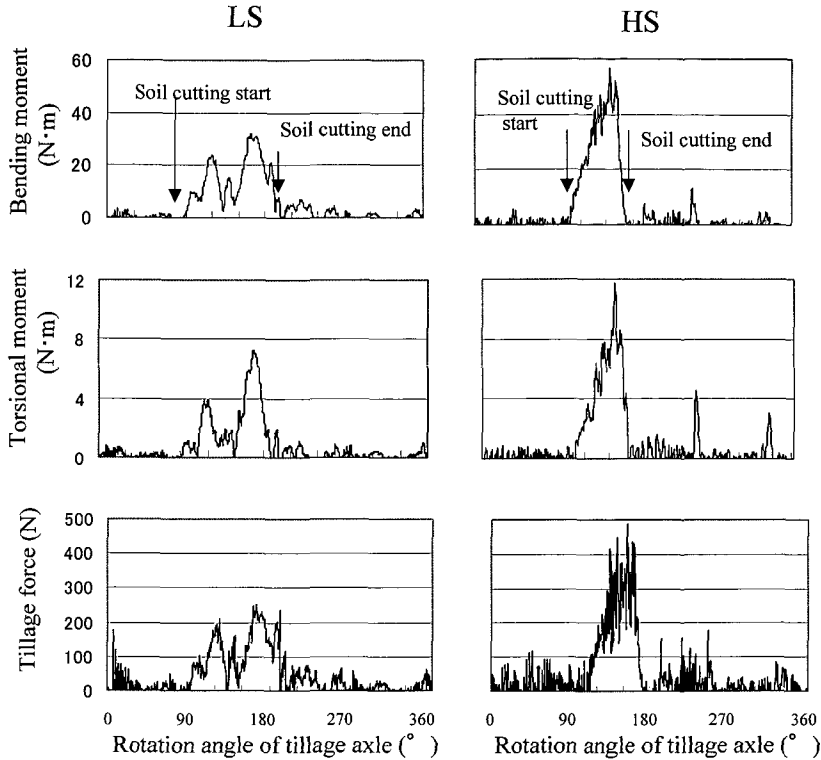 LS
HS
Bending moment
(N·m)
60
40
20
0
Soil cutting start
Soil cutting end
Soil cutting
start
Soil cutting end
Torsional moment
(N·m)
12
8
4
0
Tillage force (N)
500
400
300
200
100
0
0 90 180 270 360
0 90 180 270 360
Rotation angle of tillage axle (° )
Rotation angle of tillage axle (° )